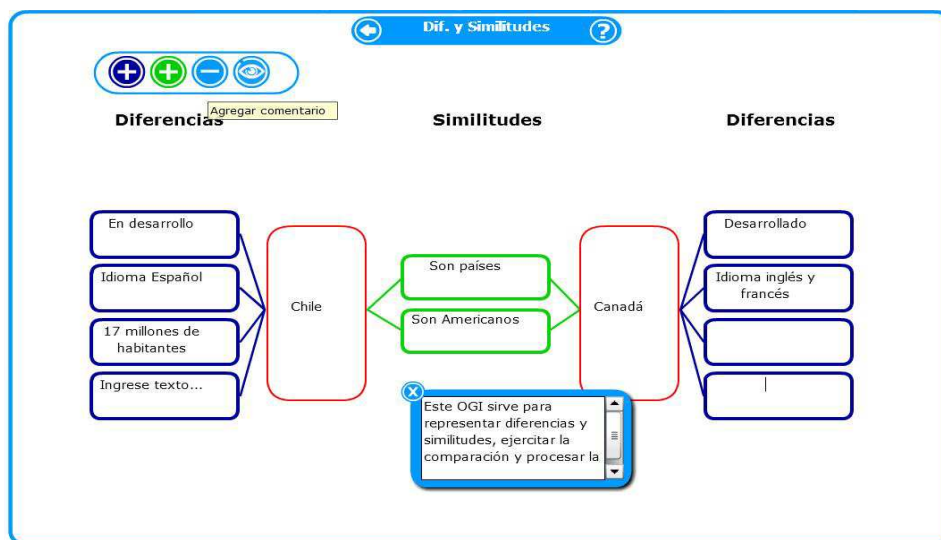 Dif. y Similitudes
?
Agregar comentario
Diferencias
Similitudes
Diferencias
En desarrollo
Idioma Español
17 millones de
habitantes
Ingrese texto...
Chile
Son países
Son Americanos
Canadá
Desarrollado
Idioma inglés y
francés
X
Este OGI sirve para
representar diferencias y
similitudes, ejercitar la
comparación y procesar la